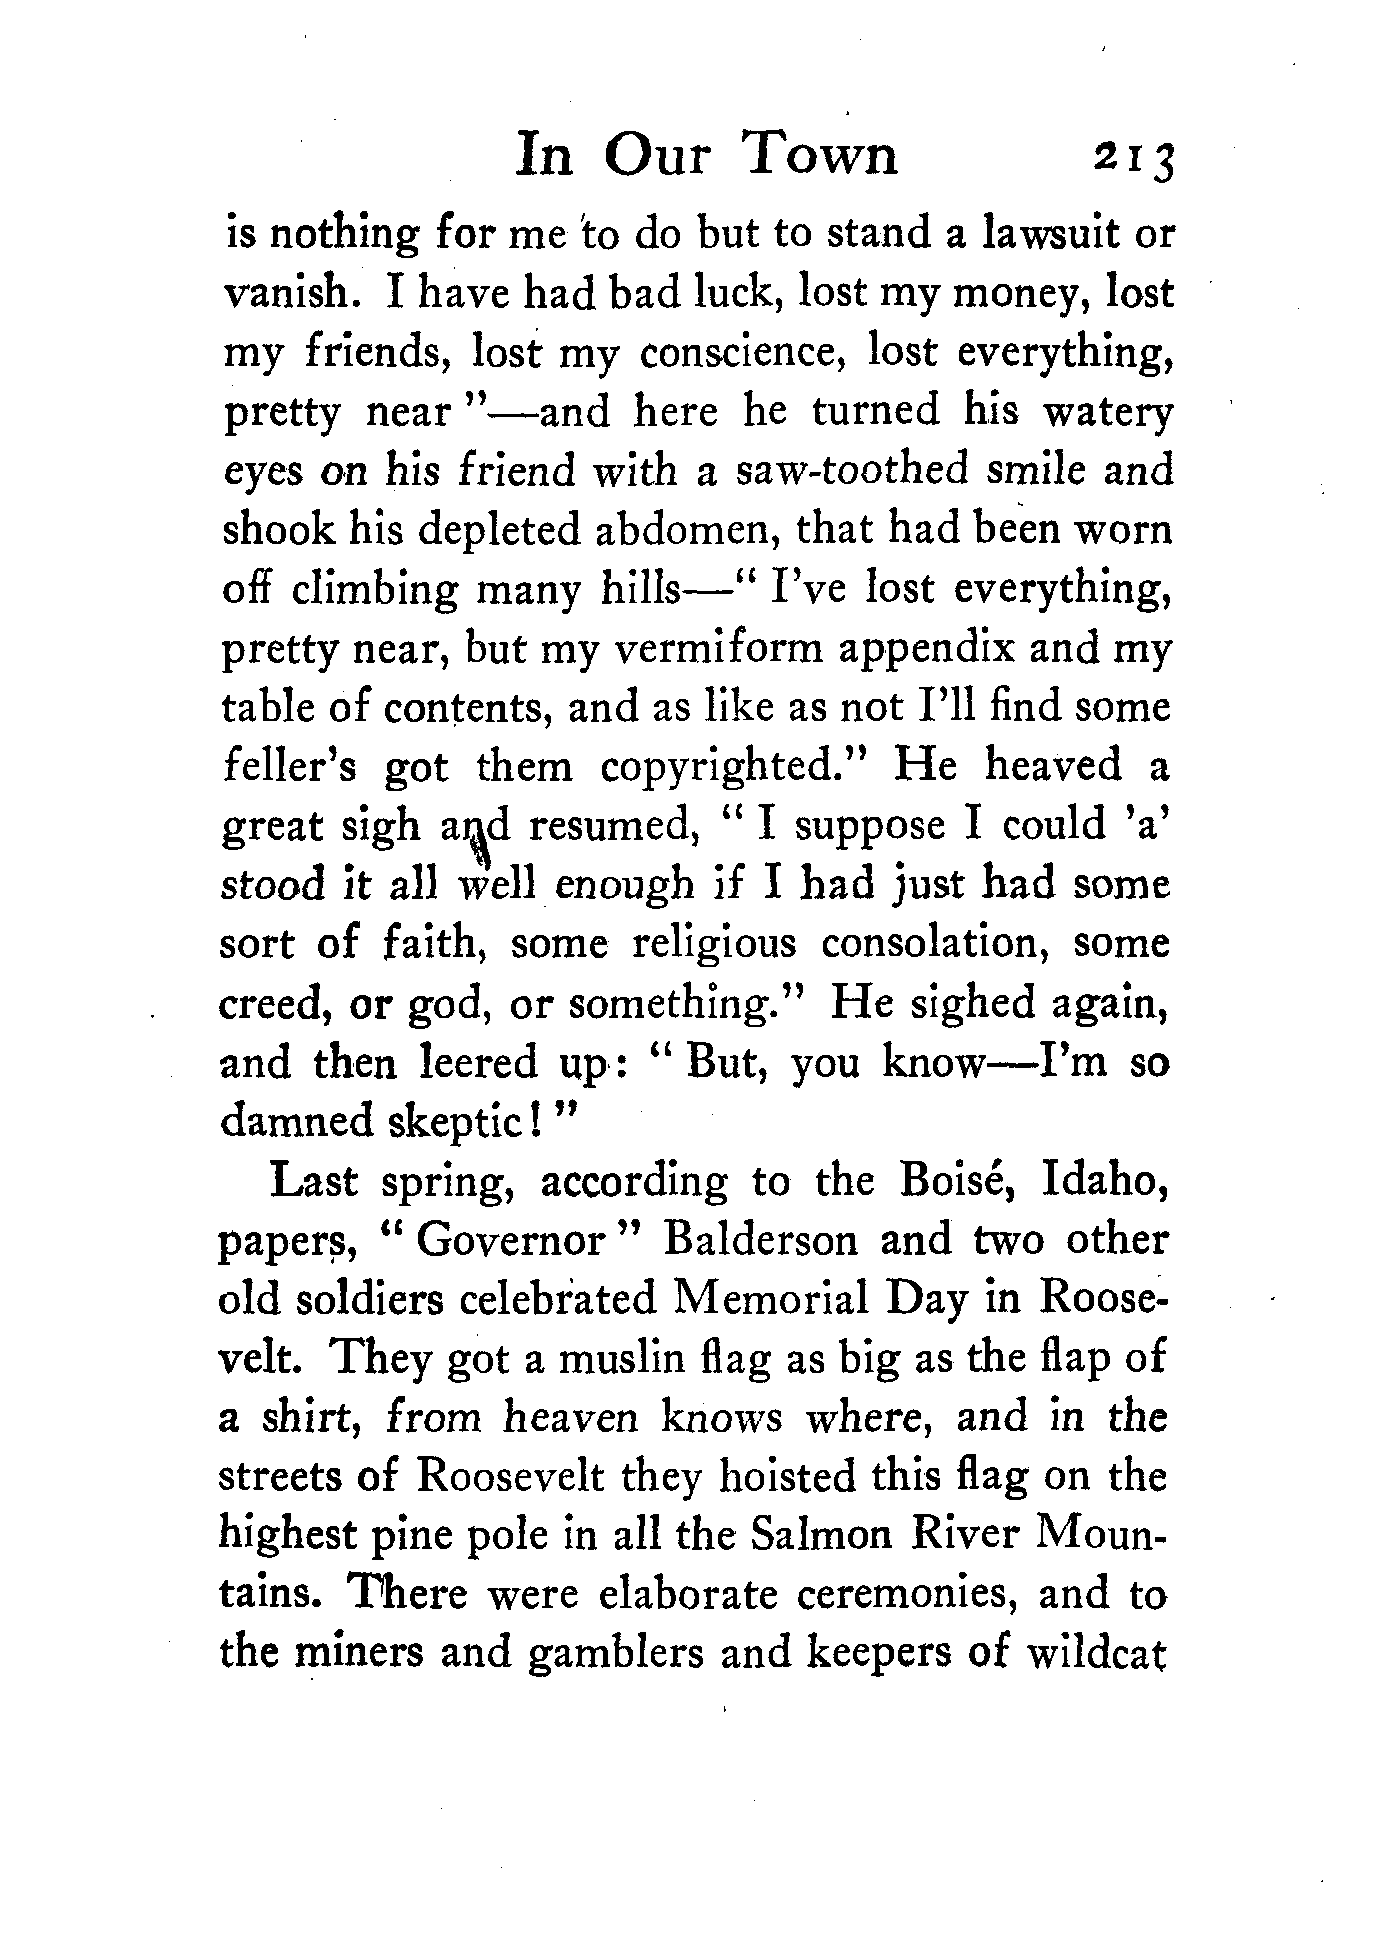 In Our Town 213
is nothing for me to do but to stand a lawsuit or
vanish. I have had bad luck, lost my money, lost
my friends, lost my conscience, lost everything,
pretty near "—and here he turned his watery
eyes on his friend with a saw-toothed smile and
shook his depleted abdomen, that had been worn
off climbing many hills—" I've lost everything,
pretty near, but my vermiform appendix and my
table of contents, and as like as not I'll find some
feller's got them copyrighted." He heaved a
great sigh and resumed, " I suppose I could 'a'
stood it all well enough if I had just had some
sort of faith, some religious consolation, some
creed, or god, or something." He sighed again,
and then leered up: " But, you know—I'm so
damned skeptic! "
Last spring, according to the Boisé, Idaho,
papers, " Governor " Balderson and two other
old soldiers celebrated Memorial Day in Roose-
velt. They got a muslin flag as big as the flap of
a shirt, from heaven knows where, and in the
streets of Roosevelt they hoisted this flag on the
highest pine pole in all the Salmon River Moun-
tains. There were elaborate ceremonies, and to
the miners and gamblers and keepers of wildcat